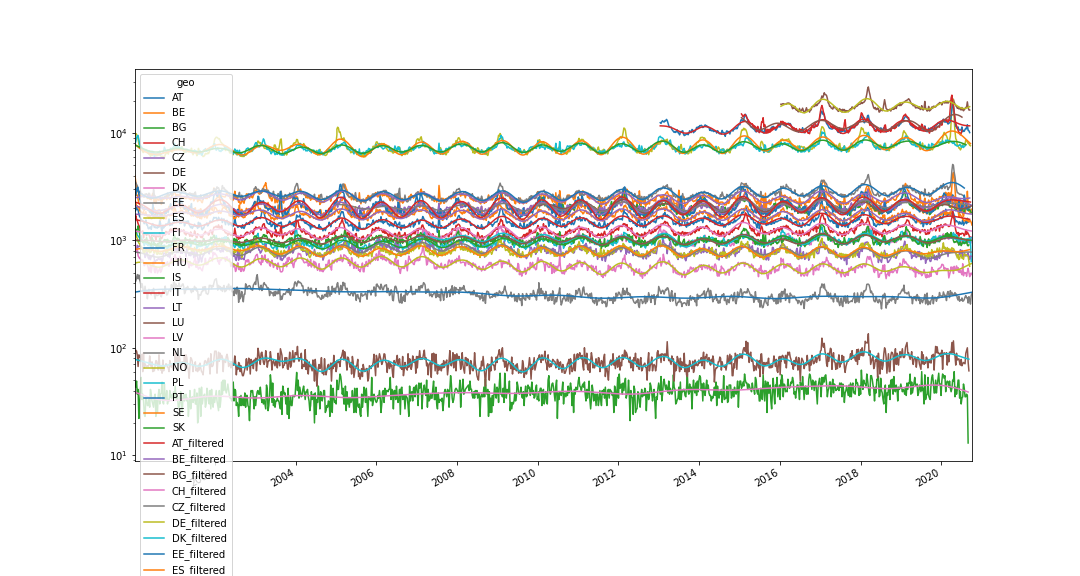 geo
AT
BE
BG
CH
CZ
DE
DK
EE
ES
FI
FR
HU
IS
IT
LT
LU
LV
NL
NO
PL
PT
SE
SK
AT_filtered
BE_filtered
BG_filtered
CH_filtered
CZ_filtered
DE_filtered
DK_filtered
EE_filtered
ES_filtered
10⁴
10³
10²
10¹
2004 2006 2008 2010 2012 2014 2016 2018 2020